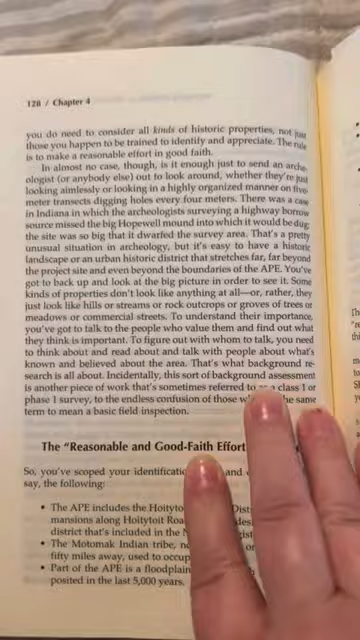 128 / Chapter 4
you do need to consider all kinds of historic properties, not just
those you happen to be trained to identify and appreciate. The rule
is to make a reasonable effort in good faith.
In almost no case, though, is it enough just to send an arche-
ologist (or anybody else) out to look around, whether they're just
looking aimlessly or looking in a highly organized manner on five-
meter transects digging holes every four meters. There was a case
in Indiana in which the archeologists surveying a highway borrow
source missed the big Hopewell mound into which it would be dug;
the site was so big that it dwarfed the survey area. That's a pretty
unusual situation in archeology, but it's easy to have a historic
landscape or an urban historic district that stretches far, far beyond
the project site and even beyond the boundaries of the APE. You've
got to back up and look at the big picture in order to see it. Some
kinds of properties don't look like anything at all—or, rather, they
just look like hills or streams or rock outcrops or groves of trees or
meadows or commercial streets. To understand their importance,
you've got to talk to the people who value them and find out what
they think is important. To figure out with whom to talk, you need
to think about and read about and talk with people about what's
known and believed about the area. That's what background re-
search is all about. Incidentally, this sort of background assessment
is another piece of work that's sometimes referred to as a class 1 or
phase 1 survey, to the endless confusion of those the same
term to mean a basic field inspection.
The "Reasonable and Good-Faith Effort
So, you've scoped your identification and
say, the following:
• The APE includes the
mansions along Hoitytoit
district that's included in the
• The Motomak Indian tribe,
fifty miles away, used to
• Part of the APE is a floodplain
posited in the last 5,000 years.